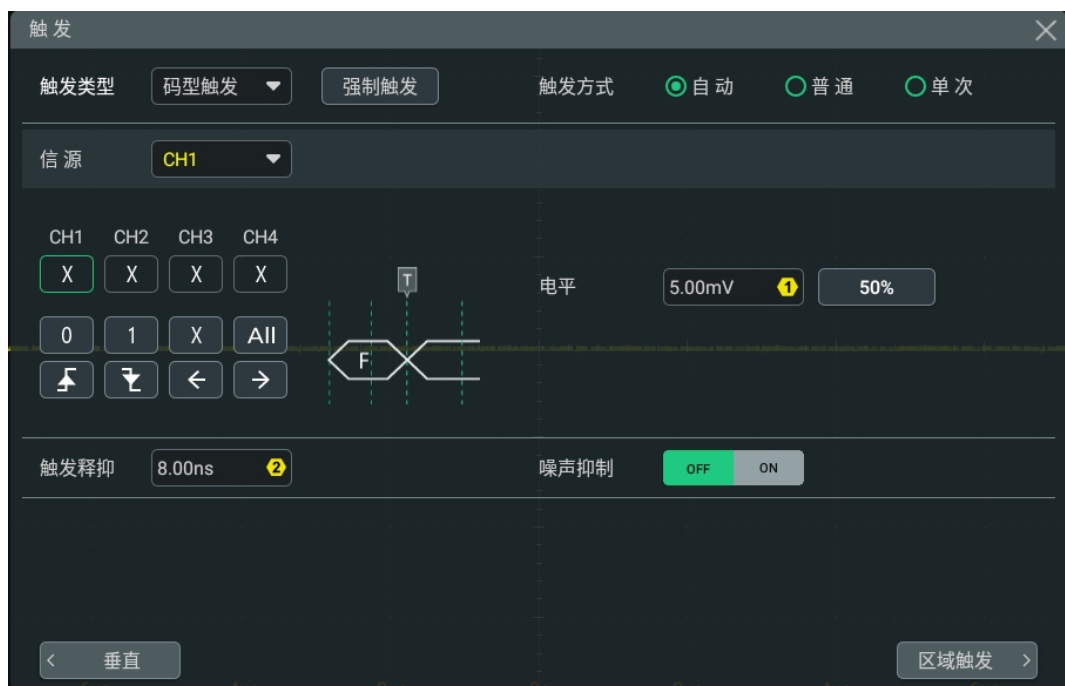 触发
触发类型 码型触发 强制触发 触发方式 自动 普通 单次
信源 CH1
CH1 CH2 CH3 CH4
X X X X
T
电平 5.00mV 1 50%
0 1 X All
F
触发释抑 8.00ns 2 噪声抑制 OFF ON
< 垂直 区域触发 >